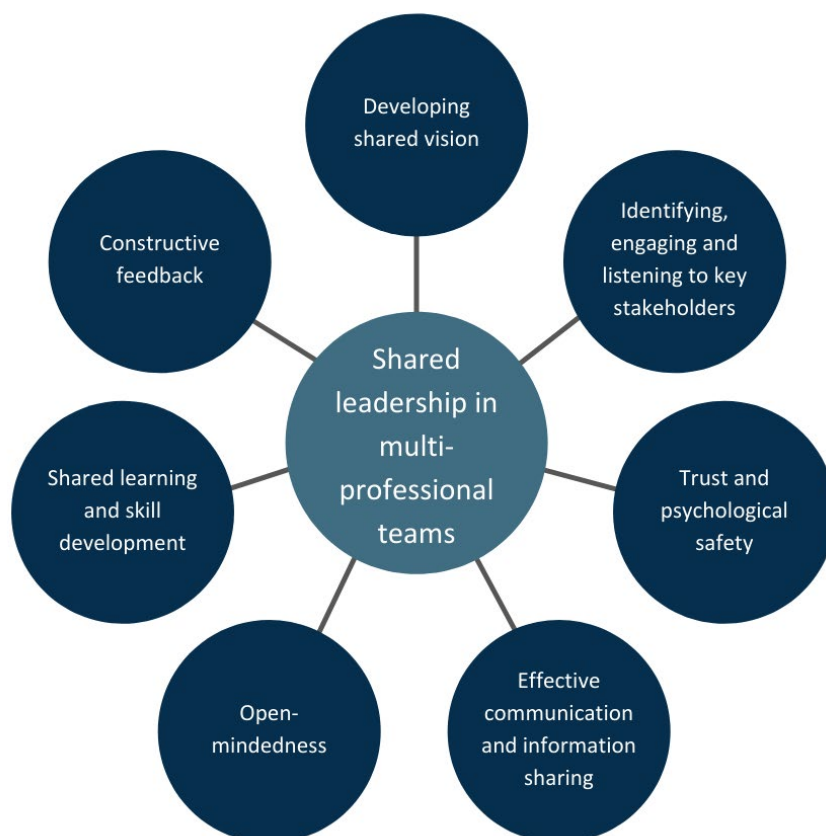 Developing
shared vision
Identifying,
engaging and
listening to key
stakeholders
Trust and
psychological
safety
Effective
communication
and information
sharing
Open-
mindedness
Shared learning
and skill
development
Constructive
feedback
Shared
leadership in
multi-
professional
teams